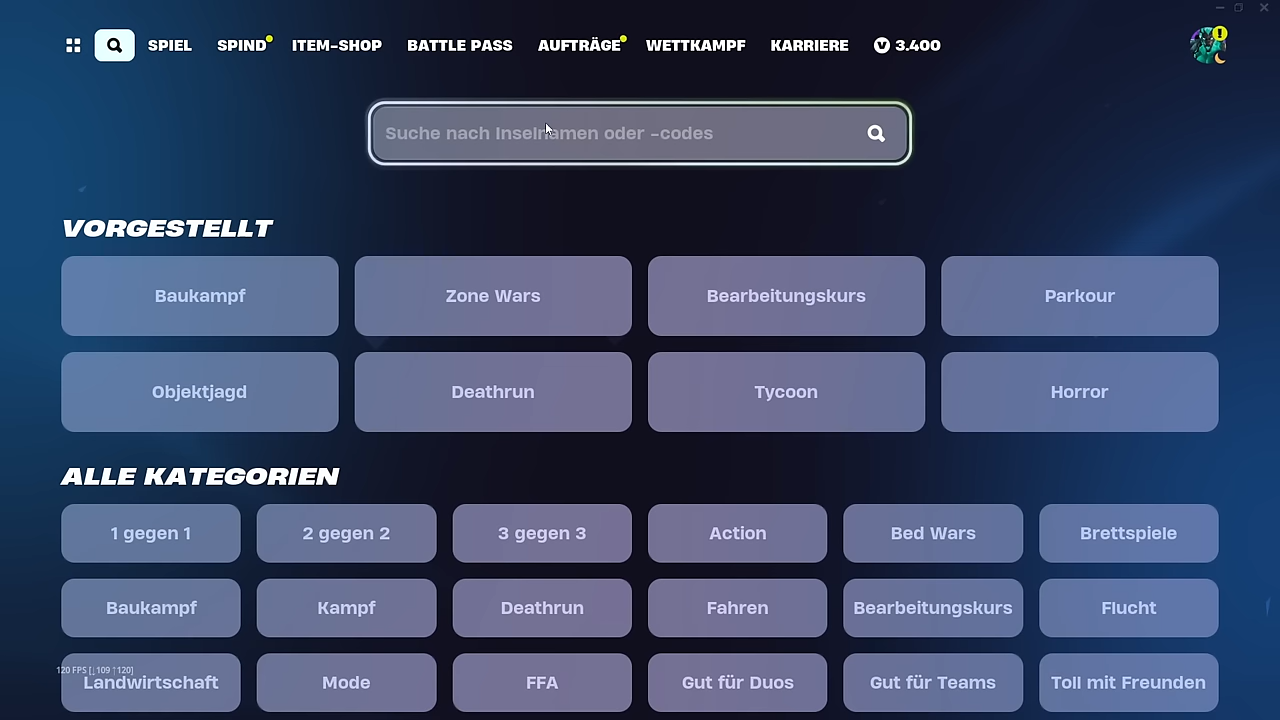 SPIEL SPIND ITEM-SHOP BATTLE PASS AUFTRÄGE WETTKAMPF KARRIERE V 3.400
Suche nach Inselnamen oder -codes
VORGESTELLT
Baukampf Zone Wars Bearbeitungskurs Parkour
Objektjagd Deathrun Tycoon Horror
ALLE KATEGORIEN
1 gegen 1 2 gegen 2 3 gegen 3 Action Bed Wars Brettspiele
Baukampf Kampf Deathrun Fahren Bearbeitungskurs Flucht
120 FPS [↓109 ↑120]
Landwirtschaft Mode FFA Gut für Duos Gut für Teams Toll mit Freunden